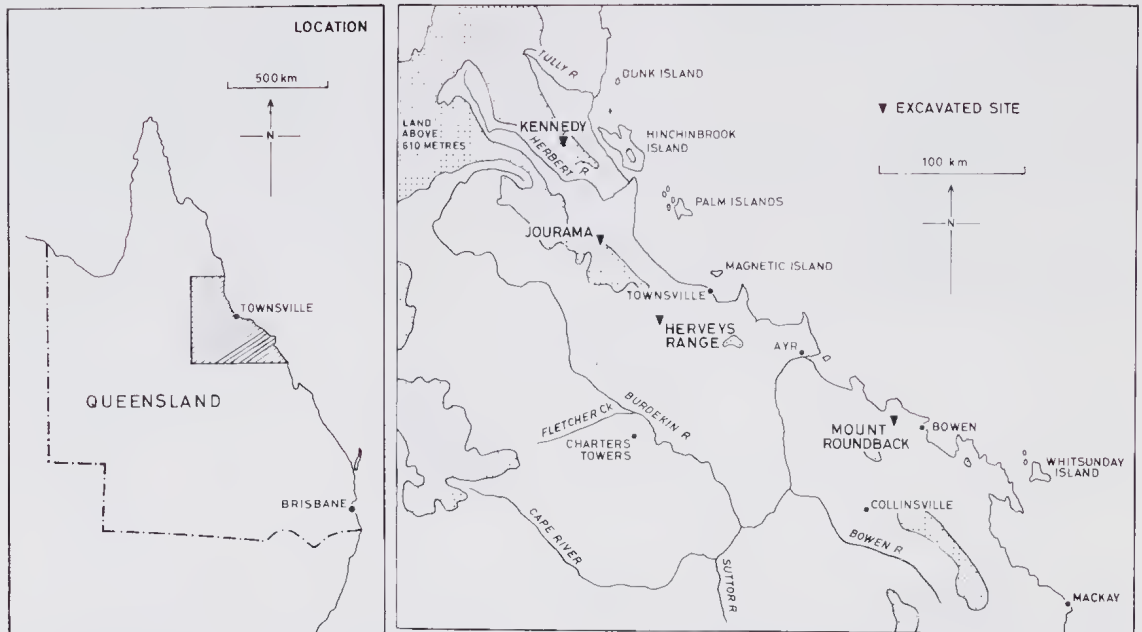 LOCATION
500 km
N
TOWNSVILLE
QUEENSLAND
BRISBANE
TULLY R
DUNK ISLAND
EXCAVATED SITE
LAND
ABOVE
610 METRES
KENNEDY
HERBERT R
HINCHINBROOK
ISLAND
100 km
N
PALM ISLANDS
JOURAMA
MAGNETIC ISLAND
TOWNSVILLE
HERVEYS
RANGE
AYR
BURDEKIN R
FLETCHER CK
CHARTERS
TOWERS
MOUNT
ROUNDBACK
BOWEN
WHITSUNDAY
ISLAND
COLLINSVILLE
CAPE RIVER
BOWEN R
SUTTOR R
MACKAY